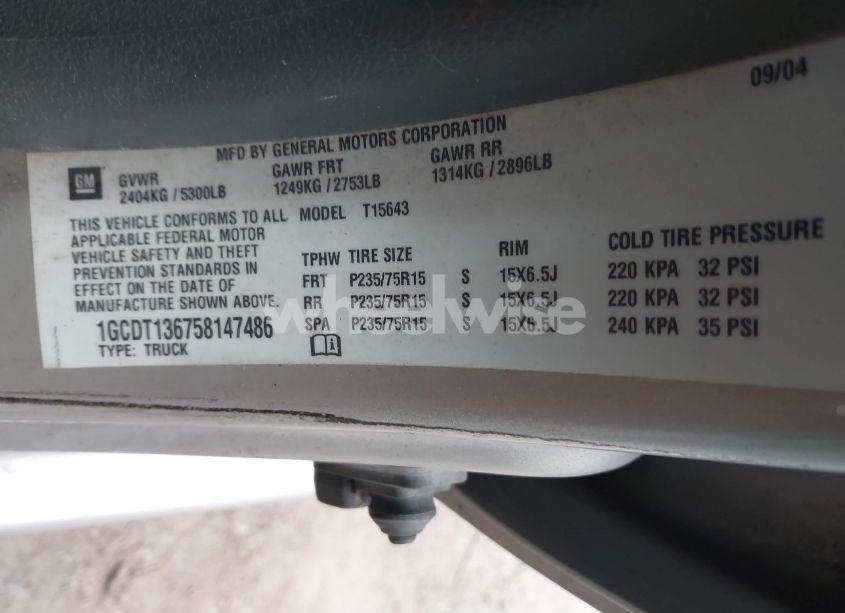 09/04
MFD BY GENERAL MOTORS CORPORATION
GM GVWR GAWR FRT GAWR RR
2404KG / 5300LB 1249KG / 2753LB 1314KG / 2896LB
THIS VEHICLE CONFORMS TO ALL MODEL T15643
APPLICABLE FEDERAL MOTOR
VEHICLE SAFETY AND THEFT
PREVENTION STANDARDS IN
EFFECT ON THE DATE OF
MANUFACTURE SHOWN ABOVE.
1GCDT136758147486
TYPE: TRUCK
TPHW TIRE SIZE RIM COLD TIRE PRESSURE
FRT P235/75R15 S 15X6.5J 220 KPA 32 PSI
RR P235/75R15 S 15X6.5J 220 KPA 32 PSI
SPA P235/75R15 S 15X6.5J 240 KPA 35 PSI
wheelwise